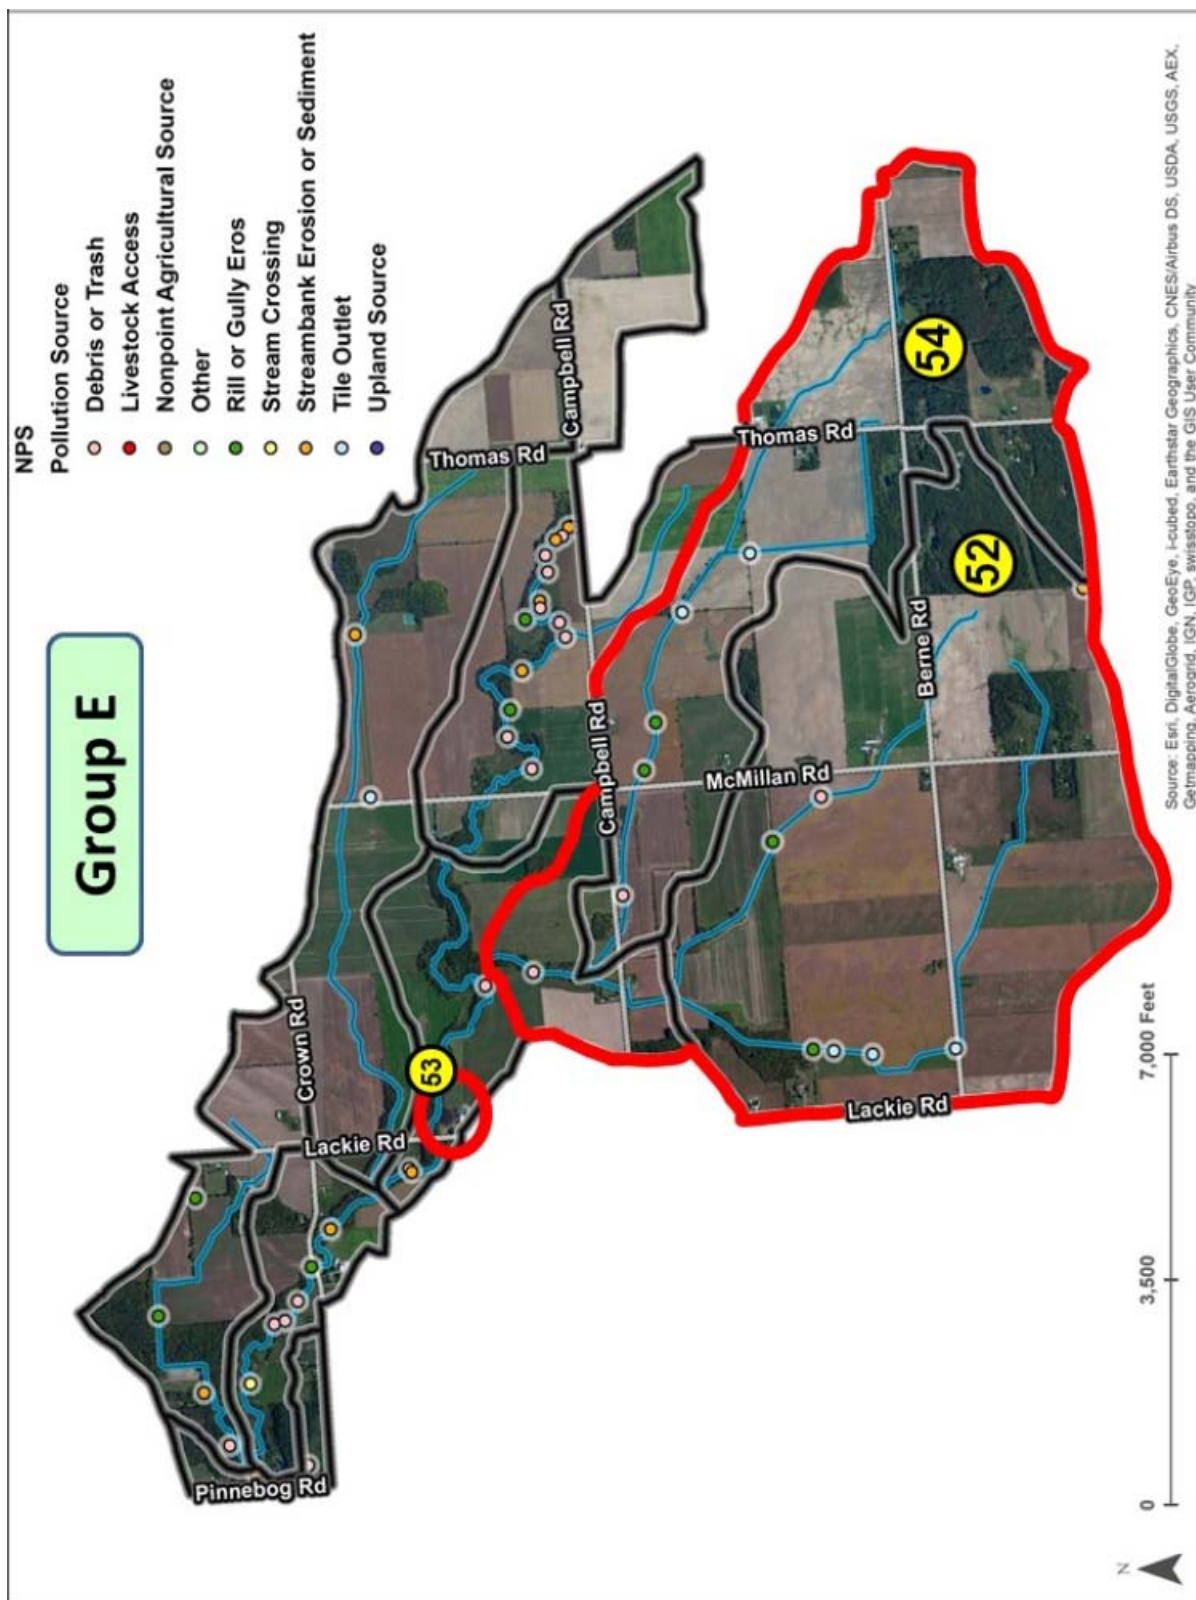 Group E
NPS
Pollution Source
Debris or Trash
Livestock Access
Nonpoint Agricultural Source
Other
Rill or Gully Eros
Stream Crossing
Streambank Erosion or Sediment
Tile Outlet
Upland Source
Pinnebog Rd
Crown Rd
Lackie Rd
53
Thomas Rd
Campbell Rd
Campbell Rd
Thomas Rd
McMillan Rd
Berne Rd
54
52
Lackie Rd
N
0 3,500 7,000 Feet
Source: Esri, DigitalGlobe, GeoEye, i-cubed, Earthstar Geographics, CNES/Airbus DS, USDA, USGS, AEX,
Getmapping, Aerogrid, IGN, IGP, swisstopo, and the GIS User Community